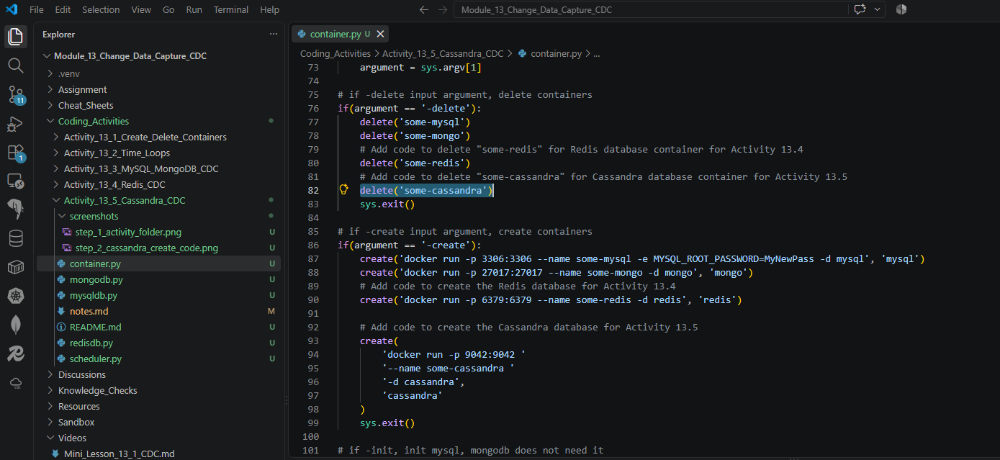 File Edit Selection View Go Run Terminal Help
Module_13_Change_Data_Capture_CDC
Explorer
Module_13_Change_Data_Capture_CDC
.venv
Assignment
Cheat_Sheets
Coding_Activities
Activity_13_1_Create_Delete_Containers
Activity_13_2_Time_Loops
Activity_13_3_MySQL_MongoDB_CDC
Activity_13_4_Redis_CDC
Activity_13_5_Cassandra_CDC
screenshots
step_1_activity_folder.png U
step_2_cassandra_create_code.png U
container.py U
mongodb.py U
mysqldb.py U
notes.md M
README.md U
redisdb.py U
scheduler.py U
Discussions
Knowledge_Checks
Resources
Sandbox
Videos
Mini_Lesson_13_1_CDC.md
11
1
container.py U
Coding_Activities > Activity_13_5_Cassandra_CDC > container.py > ...
73 argument = sys.argv[1]
74
75 # if -delete input argument, delete containers
76 if(argument == '-delete'):
77 delete('some-mysql')
78 delete('some-mongo')
79 # Add code to delete "some-redis" for Redis database container for Activity 13.4
80 delete('some-redis')
81 # Add code to delete "some-cassandra" for Cassandra database container for Activity 13.5
82 delete('some-cassandra')
83 sys.exit()
84
85 # if -create input argument, create containers
86 if(argument == '-create'):
87 create('docker run -p 3306:3306 --name some-mysql -e MYSQL_ROOT_PASSWORD=MyNewPass -d mysql', 'mysql')
88 create('docker run -p 27017:27017 --name some-mongo -d mongo', 'mongo')
89 # Add code to create the Redis database for Activity 13.4
90 create('docker run -p 6379:6379 --name some-redis -d redis', 'redis')
91
92 # Add code to create the Cassandra database for Activity 13.5
93 create(
94 'docker run -p 9042:9042 '
95 '--name some-cassandra '
96 '-d cassandra',
97 'cassandra'
98 )
99 sys.exit()
100
101 # if -init, init mysql, mongodb does not need it